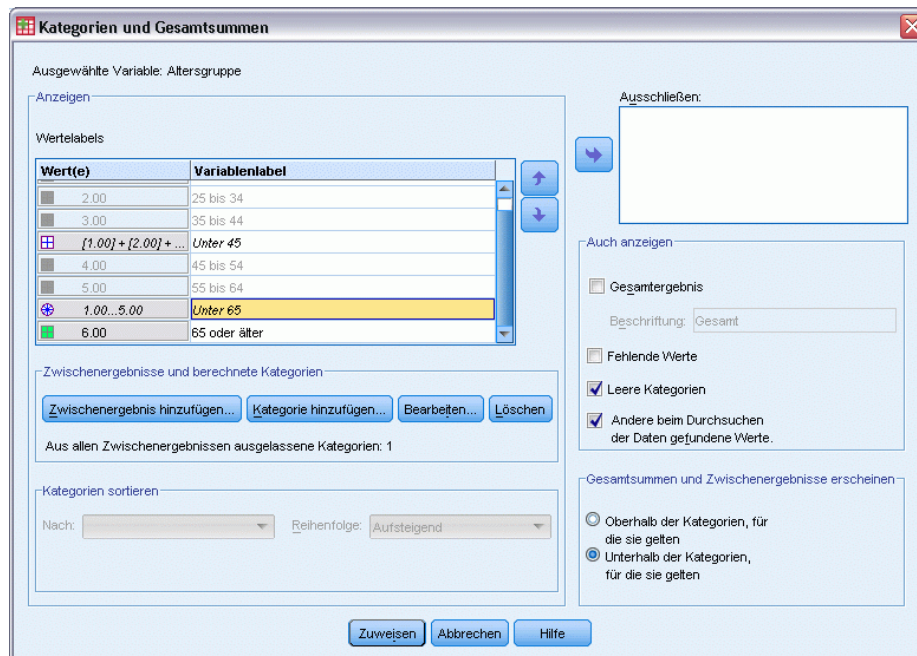 Kategorien und Gesamtsummen
Ausgewählte Variable: Altersgruppe
Anzeigen
Wertelabels
Wert(e) Variablenlabel
2.00 25 bis 34
3.00 35 bis 44
[1.00] + [2.00] + ... Unter 45
4.00 45 bis 54
5.00 55 bis 64
1.00...5.00 Unter 65
6.00 65 oder älter
Zwischenergebnisse und berechnete Kategorien
Zwischenergebnis hinzufügen... Kategorie hinzufügen... Bearbeiten... Löschen
Aus allen Zwischenergebnissen ausgelassene Kategorien: 1
Kategorien sortieren
Nach: Reihenfolge: Aufsteigend
Ausschließen:
Auch anzeigen
Gesamtergebnis
Beschriftung: Gesamt
Fehlende Werte
Leere Kategorien
Andere beim Durchsuchen
der Daten gefundene Werte.
Gesamtsummen und Zwischenergebnisse erscheinen
Oberhalb der Kategorien, für
die sie gelten
Unterhalb der Kategorien,
für die sie gelten
Zuweisen Abbrechen Hilfe